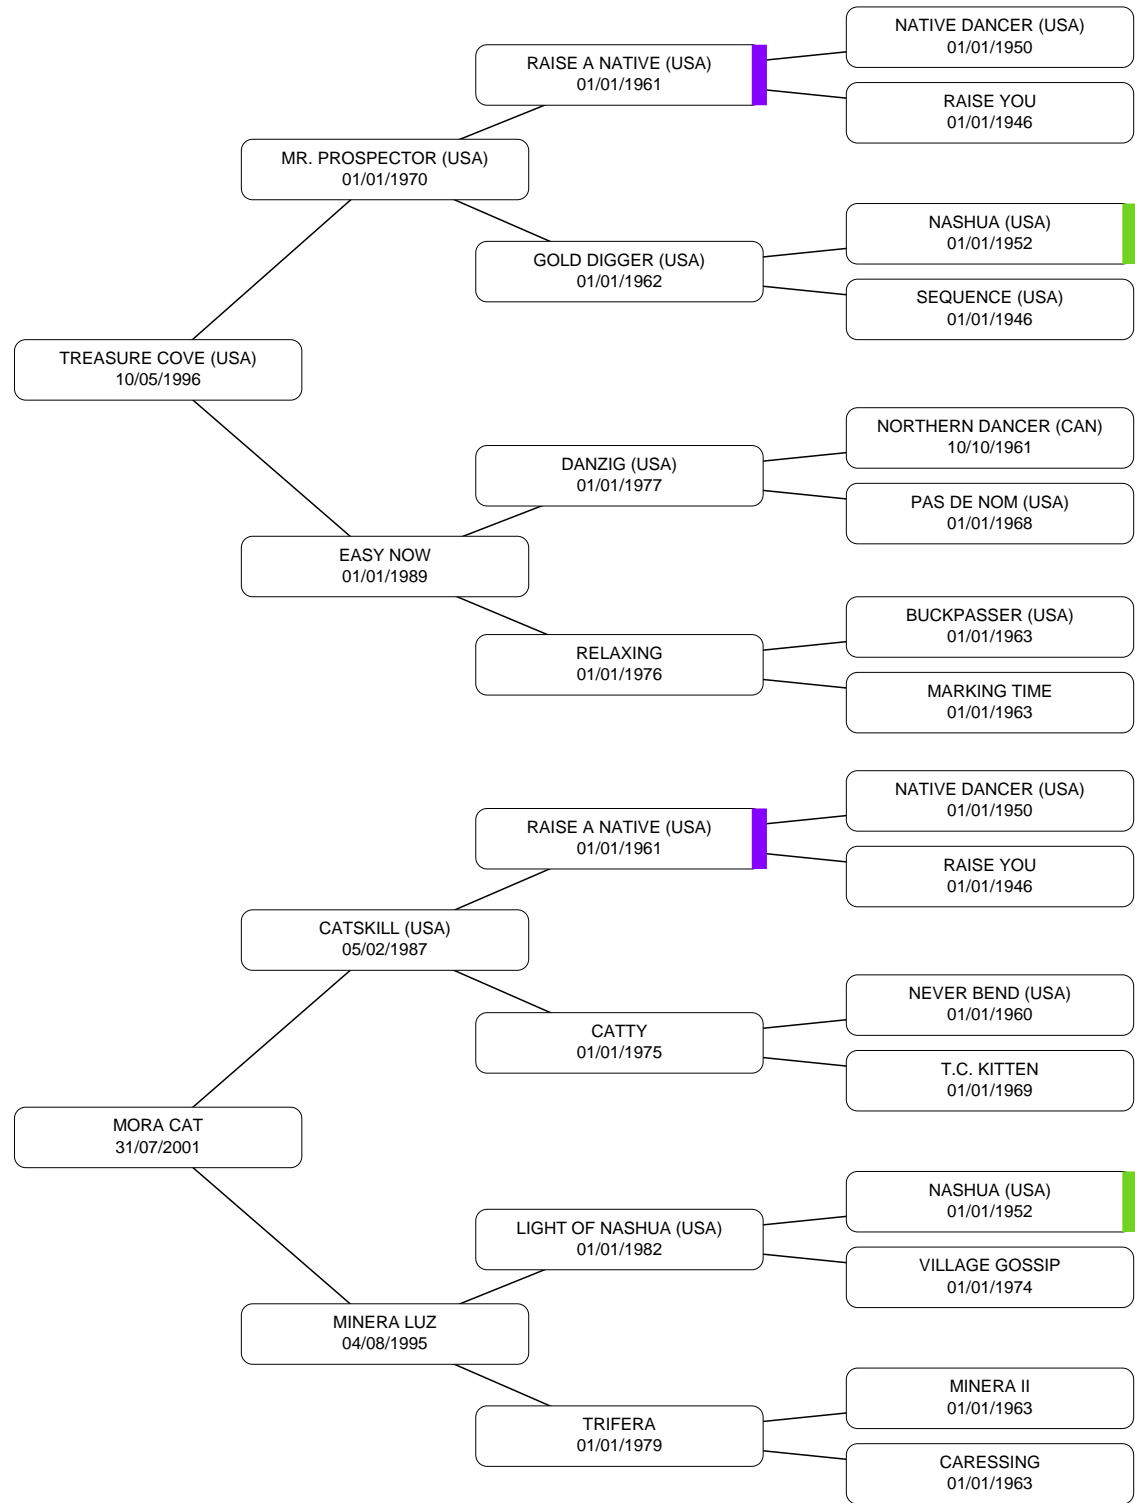 NATIVE DANCER (USA)
01/01/1950
RAISE A NATIVE (USA)
01/01/1961
RAISE YOU
01/01/1946
MR. PROSPECTOR (USA)
01/01/1970
NASHUA (USA)
01/01/1952
GOLD DIGGER (USA)
01/01/1962
SEQUENCE (USA)
01/01/1946
TREASURE COVE (USA)
10/05/1996
NORTHERN DANCER (CAN)
10/10/1961
DANZIG (USA)
01/01/1977
PAS DE NOM (USA)
01/01/1968
EASY NOW
01/01/1989
BUCKPASSER (USA)
01/01/1963
RELAXING
01/01/1976
MARKING TIME
01/01/1963
NATIVE DANCER (USA)
01/01/1950
RAISE A NATIVE (USA)
01/01/1961
RAISE YOU
01/01/1946
CATSKILL (USA)
05/02/1987
NEVER BEND (USA)
01/01/1960
CATTY
01/01/1975
T.C. KITTEN
01/01/1969
MORA CAT
31/07/2001
NASHUA (USA)
01/01/1952
LIGHT OF NASHUA (USA)
01/01/1982
VILLAGE GOSSIP
01/01/1974
MINERA LUZ
04/08/1995
MINERA II
01/01/1963
TRIFERA
01/01/1979
CARESSING
01/01/1963